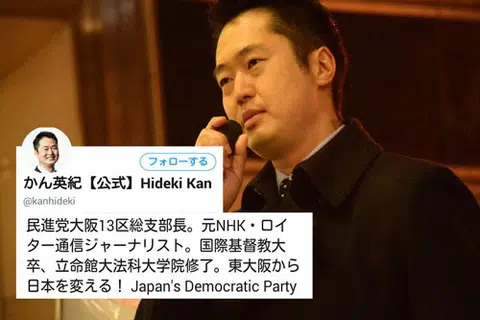 フォローする
かん英紀【公式】Hideki Kan
@kanhideki
民進党大阪13区総支部長。元NHK・ロイ
ター通信ジャーナリスト。国際基督教大
卒、立命館大法科大学院修了。東大阪から
日本を変える！ Japan's Democratic Party